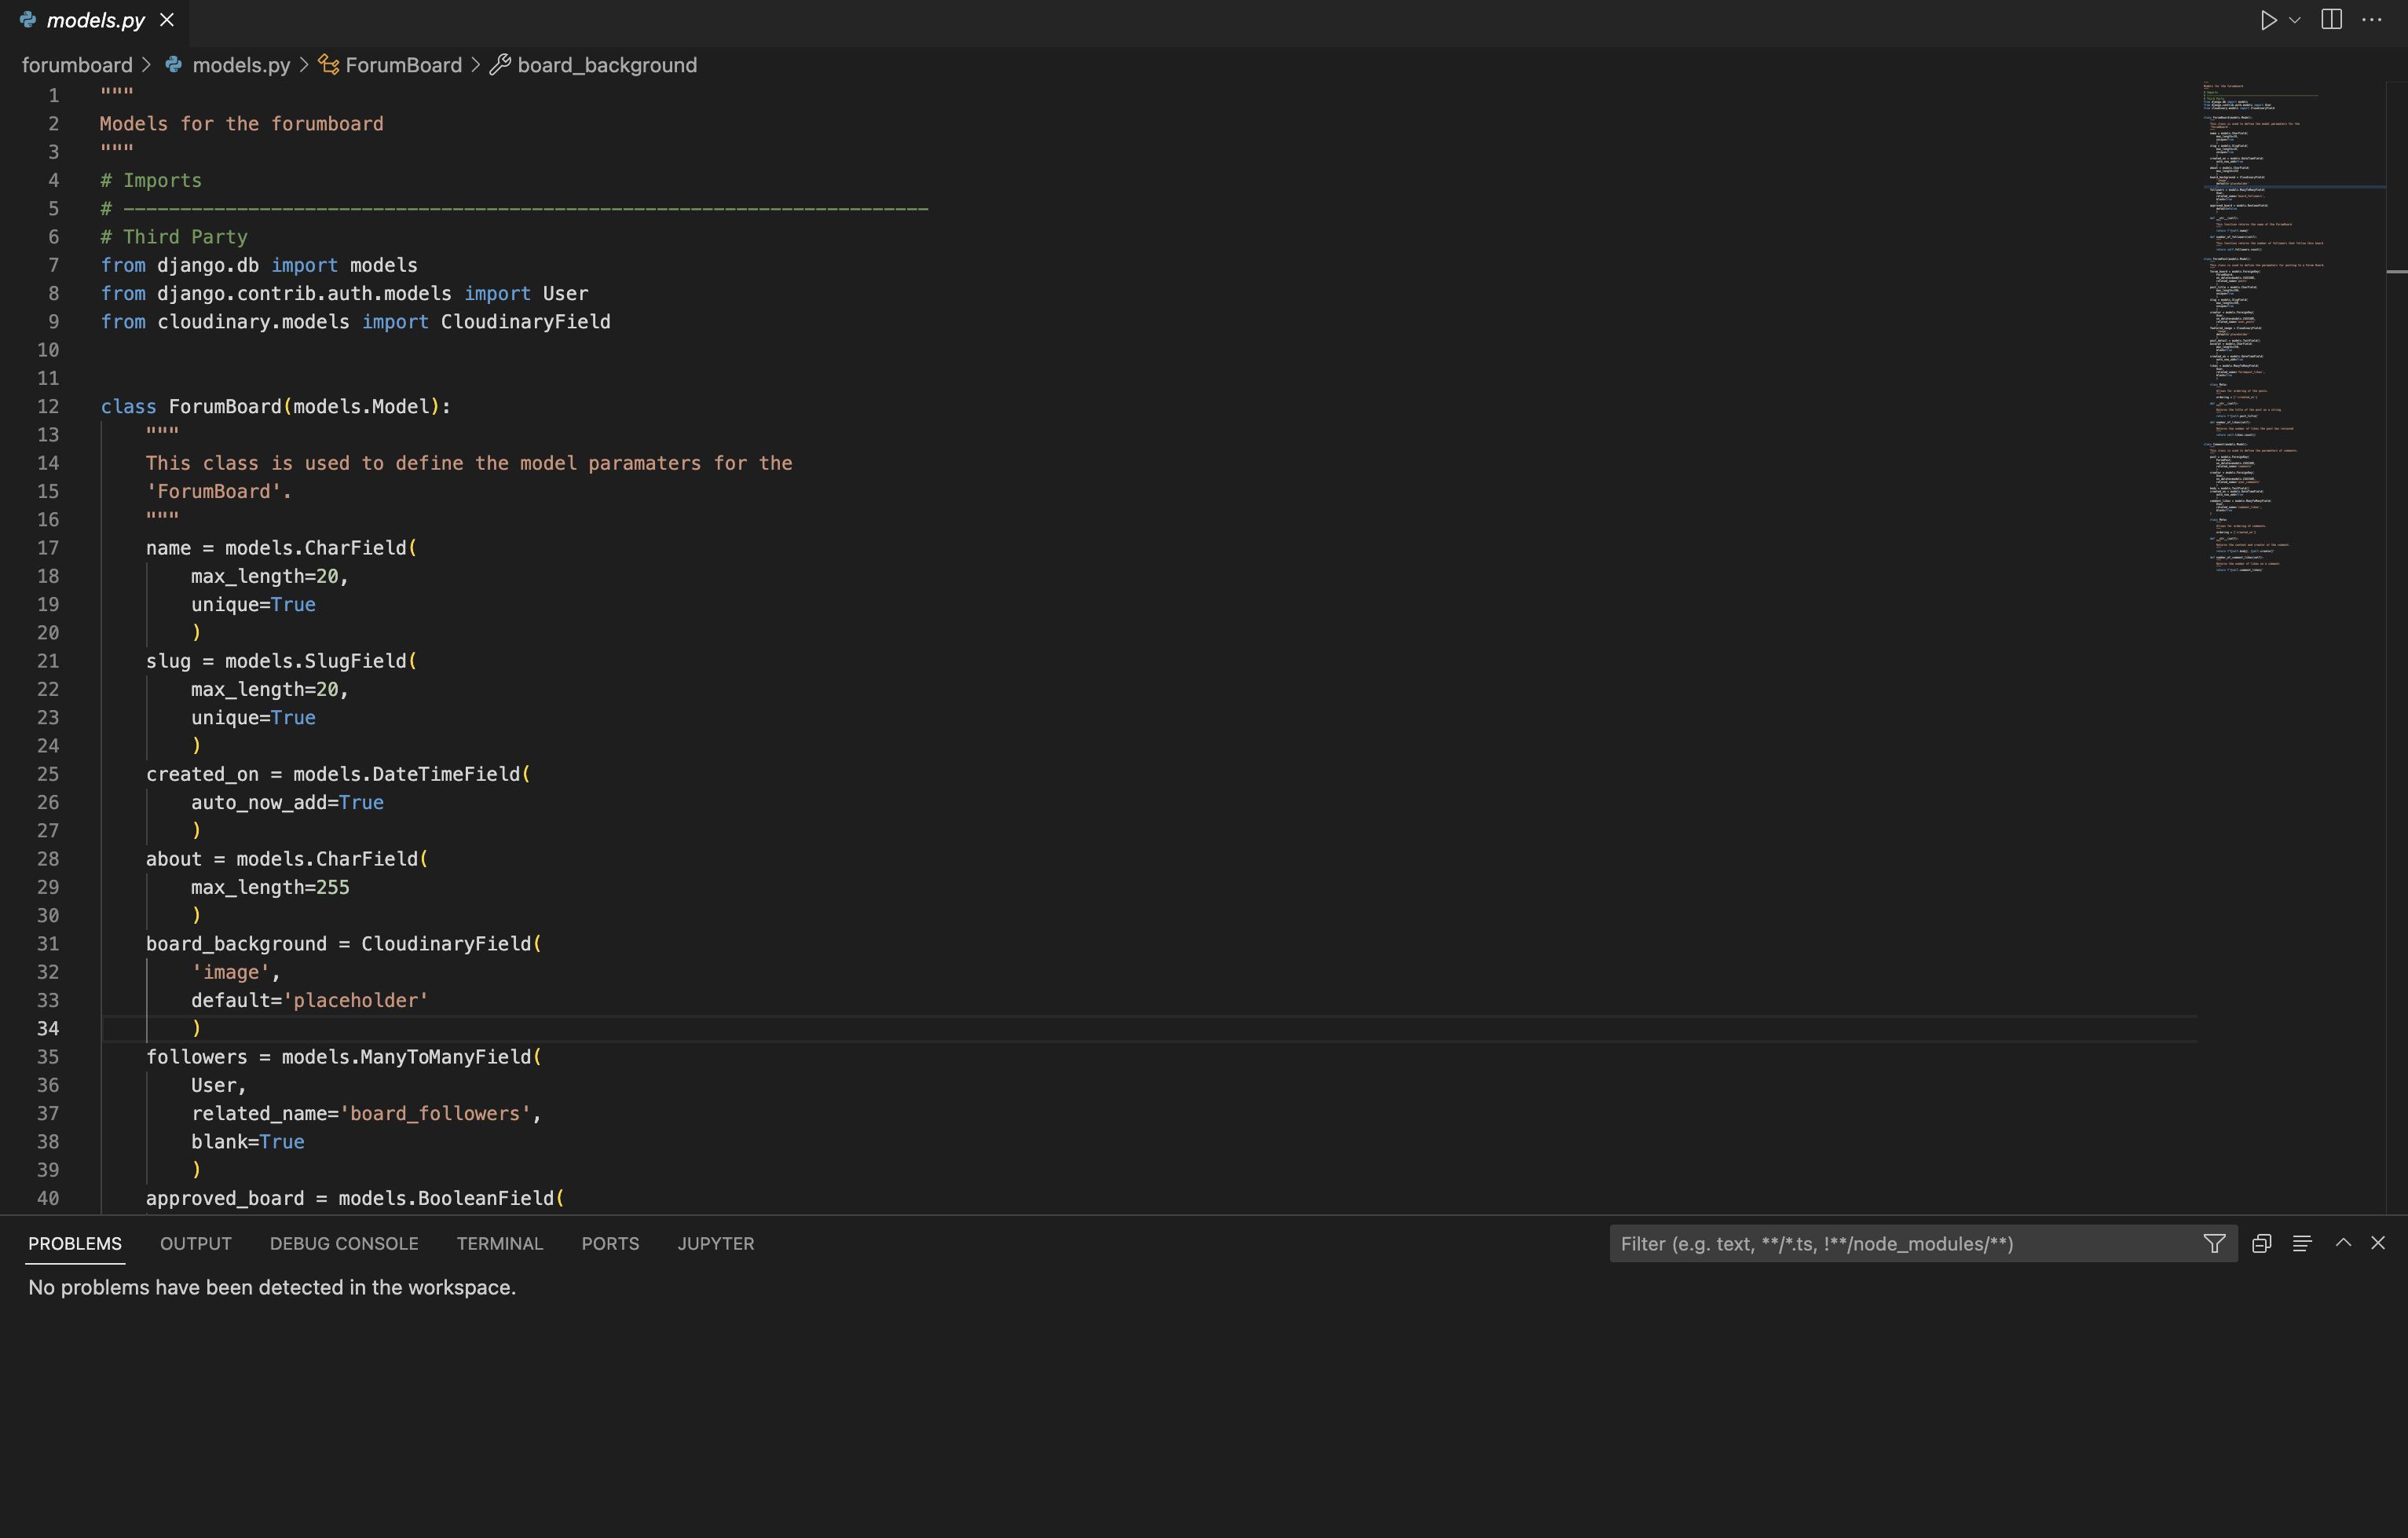 models.py
forumboard > models.py > ForumBoard > board_background
1 """
2 Models for the forumboard
3 """
4 # Imports
5 # -----------------------------------------------------------------------
6 # Third Party
7 from django.db import models
8 from django.contrib.auth.models import User
9 from cloudinary.models import CloudinaryField
10
11
12 class ForumBoard(models.Model):
13     """
14     This class is used to define the model paramaters for the
15     'ForumBoard'.
16     """
17     name = models.CharField(
18         max_length=20,
19         unique=True
20         )
21     slug = models.SlugField(
22         max_length=20,
23         unique=True
24         )
25     created_on = models.DateTimeField(
26         auto_now_add=True
27         )
28     about = models.CharField(
29         max_length=255
30         )
31     board_background = CloudinaryField(
32         'image',
33         default='placeholder'
34         )
35     followers = models.ManyToManyField(
36         User,
37         related_name='board_followers',
38         blank=True
39         )
40     approved_board = models.BooleanField(
PROBLEMS OUTPUT DEBUG CONSOLE TERMINAL PORTS JUPYTER Filter (e.g. text, **/*.ts, !**/node_modules/**)
No problems have been detected in the workspace.